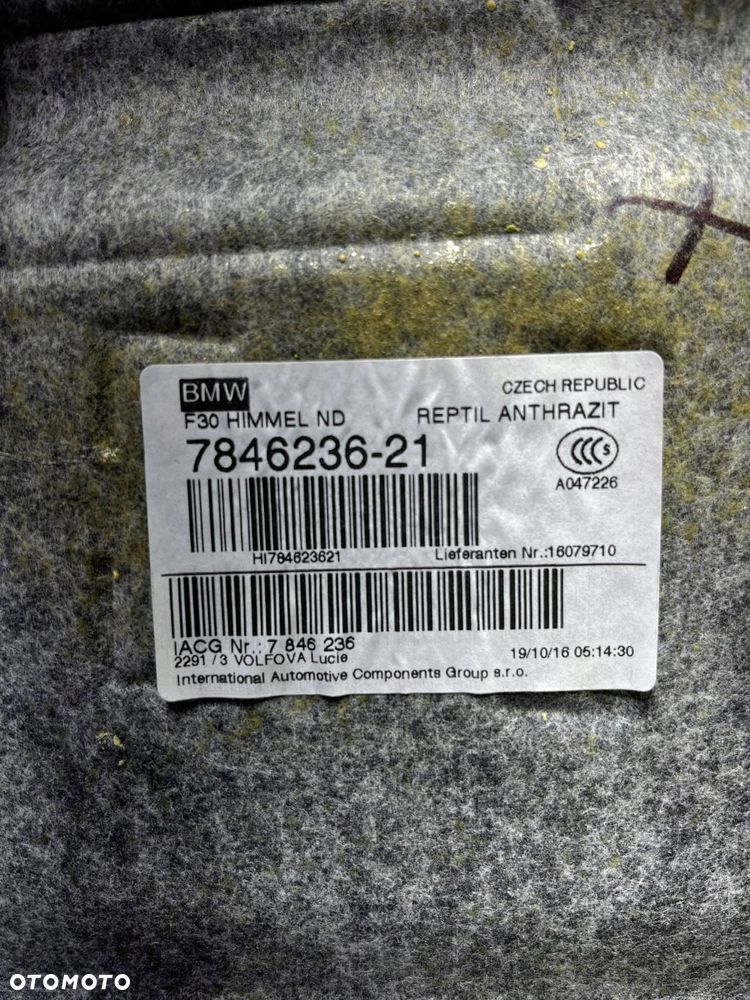 BMW CZECH REPUBLIC
F30 HIMMEL ND REPTIL ANTHRAZIT
7846236-21
CCC S
A047226
HI784623621 Lieferanten Nr.:16079710
IACG Nr.: 7 846 236
2291 /3 VOLFOVA Lucie 19/10/16 05:14:30
International Automotive Components Group s.r.o.
OTOMOTO